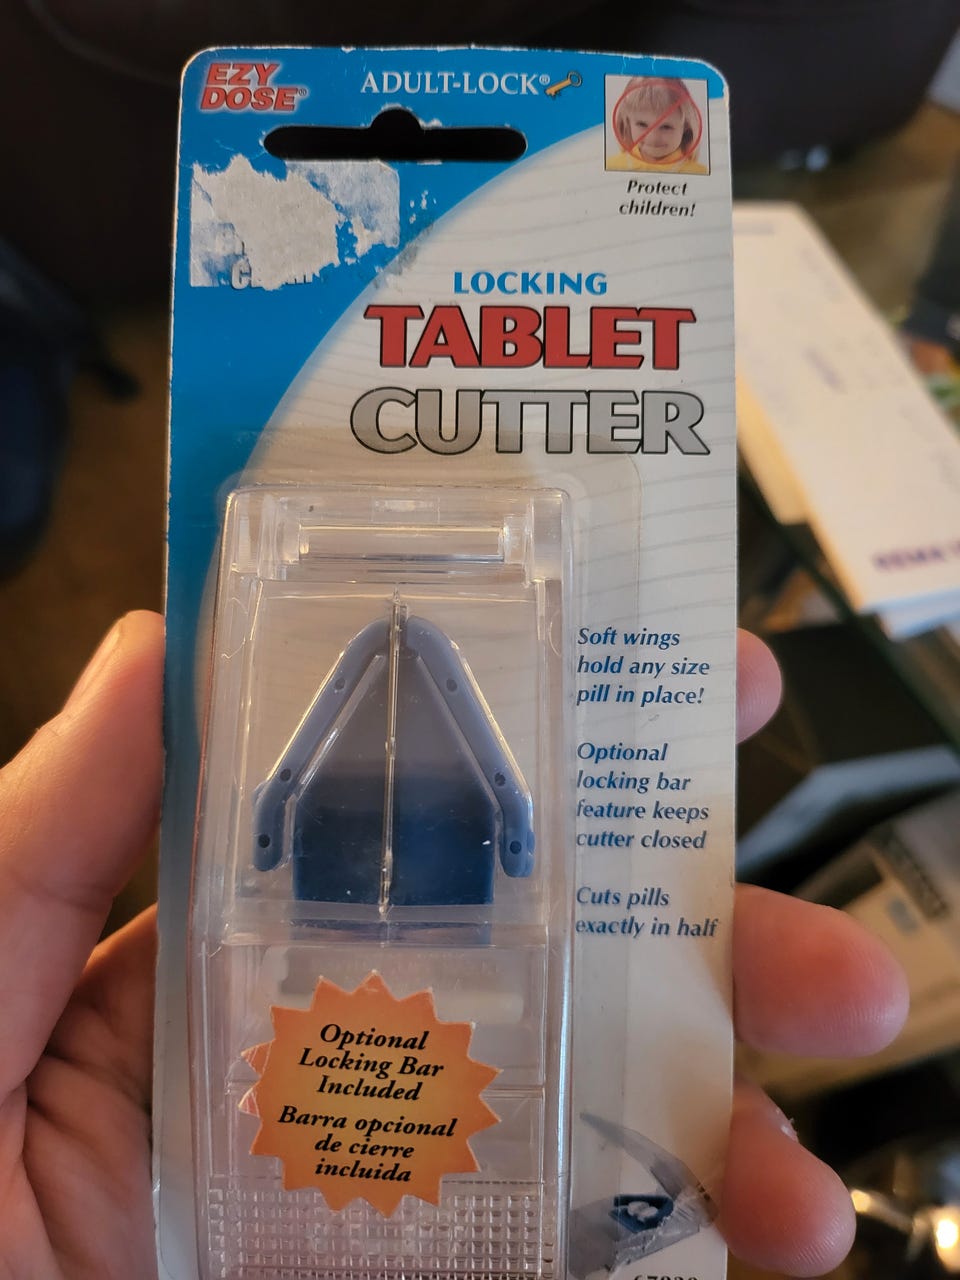 EZY
DOSE®
ADULT-LOCK®
Protect
children!
LOCKING
TABLET
CUTTER
Soft wings
hold any size
pill in place!
Optional
locking bar
feature keeps
cutter closed
Cuts pills
exactly in half
Optional
Locking Bar
Included
Barra opcional
de cierre
incluida